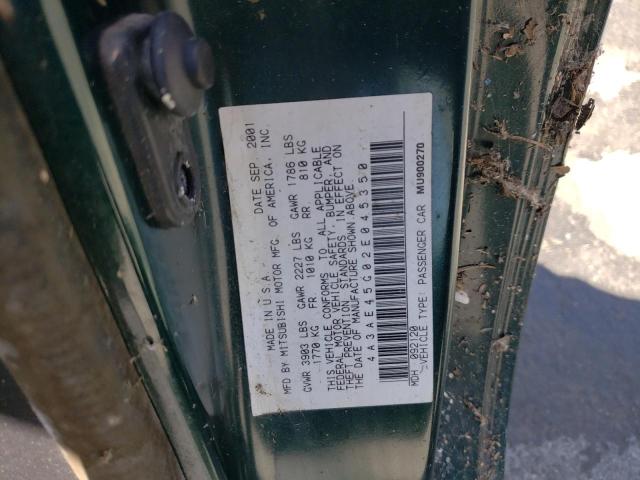 MADE IN U.S.A. DATE SEP. 2001
MFD BY MITSUBISHI MOTOR MFG. OF AMERICA, INC.
GVWR 3903 LBS GAWR 2227 LBS GAWR 1786 LBS
1770 KG FR 1010 KG RR. 810 KG
THIS VEHICLE CONFORMS TO ALL APPLICABLE
FEDERAL MOTOR VEHICLE SAFETY, BUMPER, AND
THEFT PREVENTION STANDARDS IN EFFECT ON
THE DATE OF MANUFACTURE SHOWN ABOVE.
4A3AE45G02E045350
MDH 092120 MU900270
VEHICLE TYPE: PASSENGER CAR